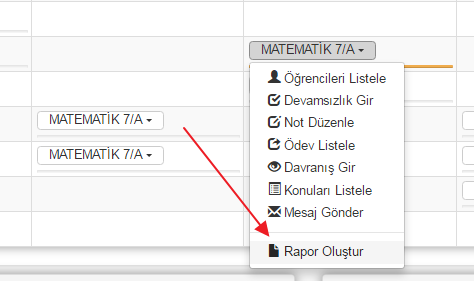 MATEMATİK 7/A
Öğrencileri Listele
Devamsızlık Gir
MATEMATİK 7/A
Not Düzenle
MATEMATİK 7/A
Ödev Listele
Davranış Gir
Konuları Listele
Mesaj Gönder
Rapor Oluştur